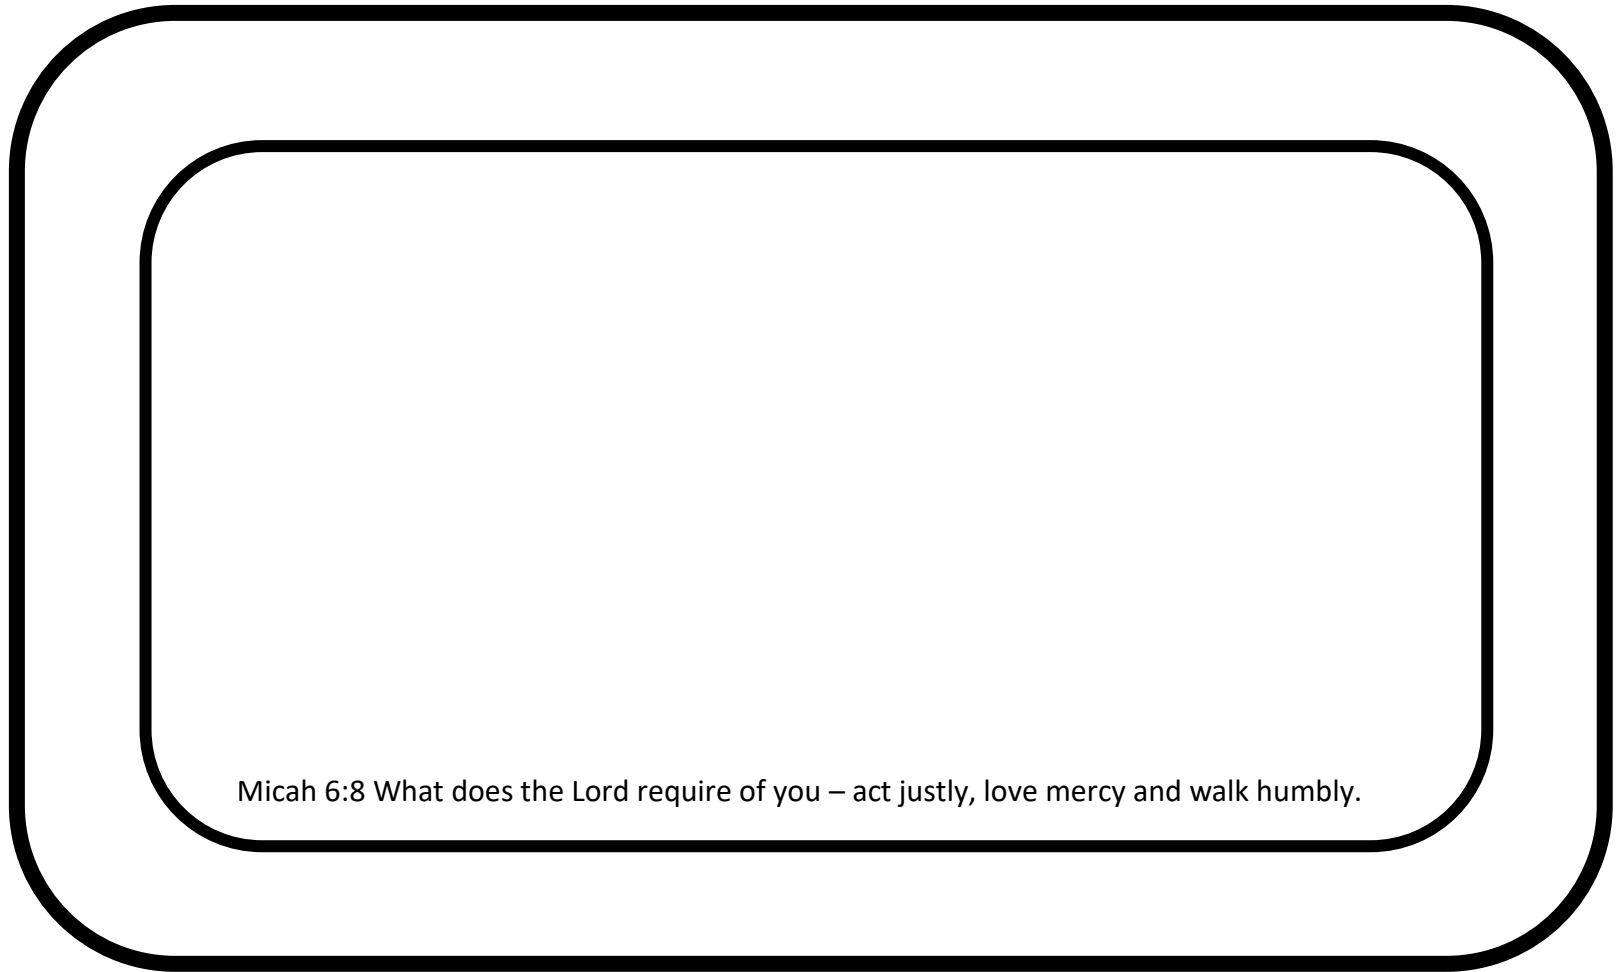 Micah 6:8 What does the Lord require of you – act justly, love mercy and walk humbly.